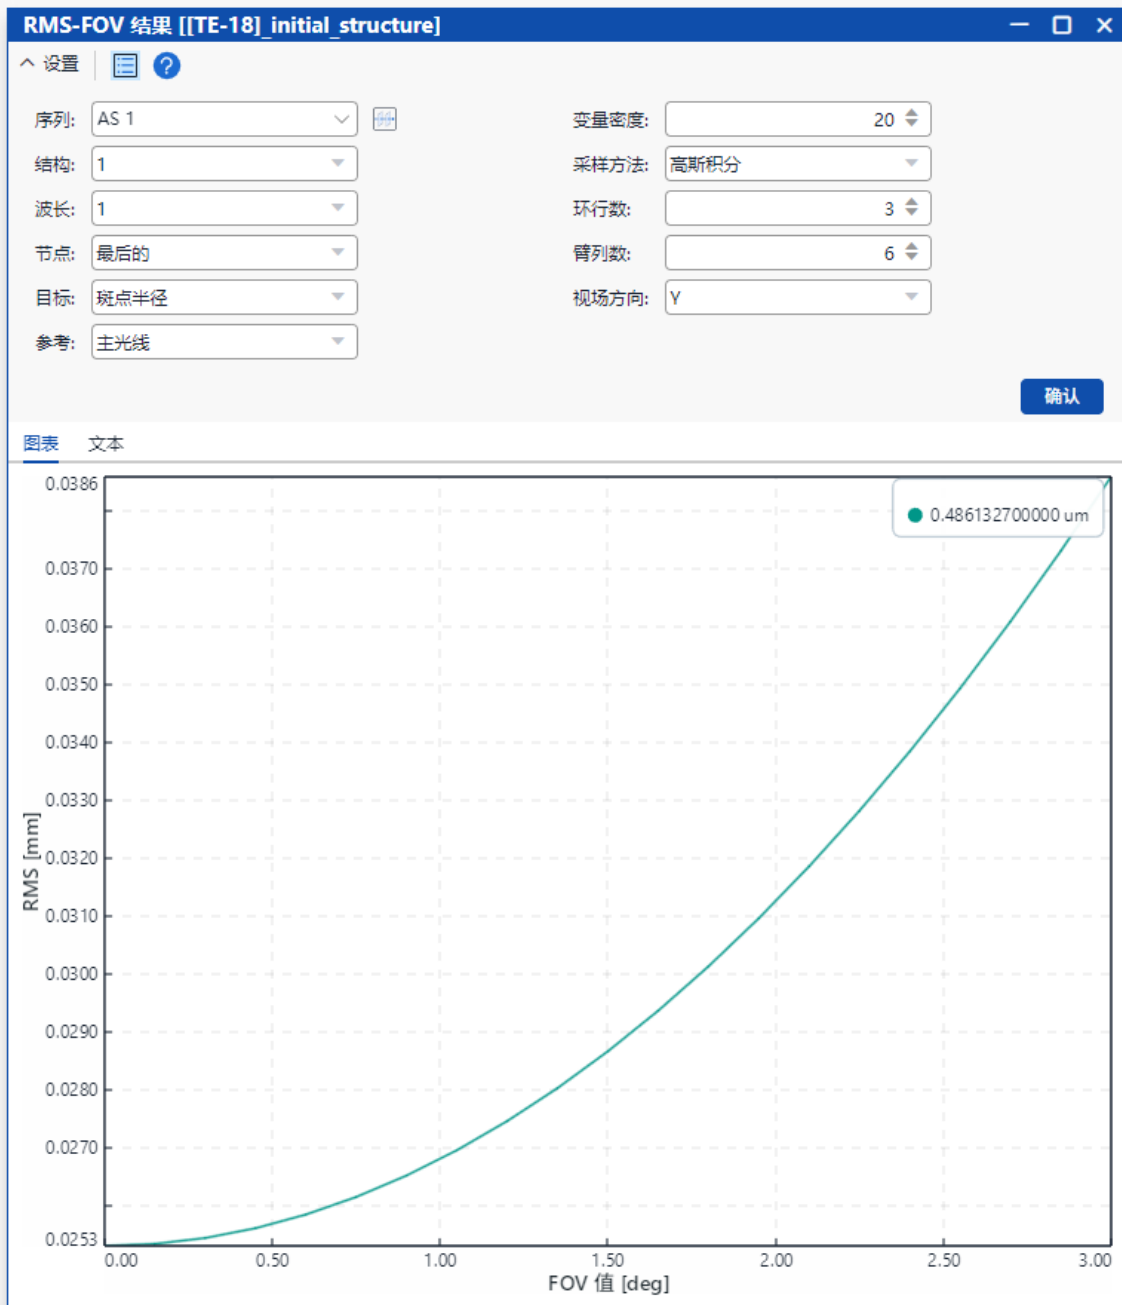 RMS-FOV 结果 [[TE-18]_initial_structure]
设置
序列: AS 1 变量密度: 20
结构: 1 采样方法: 高斯积分
波长: 1 环行数: 3
节点: 最后的 臂列数: 6
目标: 斑点半径 视场方向: Y
参考: 主光线
确认
图表 文本
0.486132700000 um
0.0386
0.0370
0.0360
0.0350
0.0340
0.0330
0.0320
0.0310
0.0300
0.0290
0.0280
0.0270
0.0253
RMS [mm]
0.00 0.50 1.00 1.50 2.00 2.50 3.00
FOV 值 [deg]